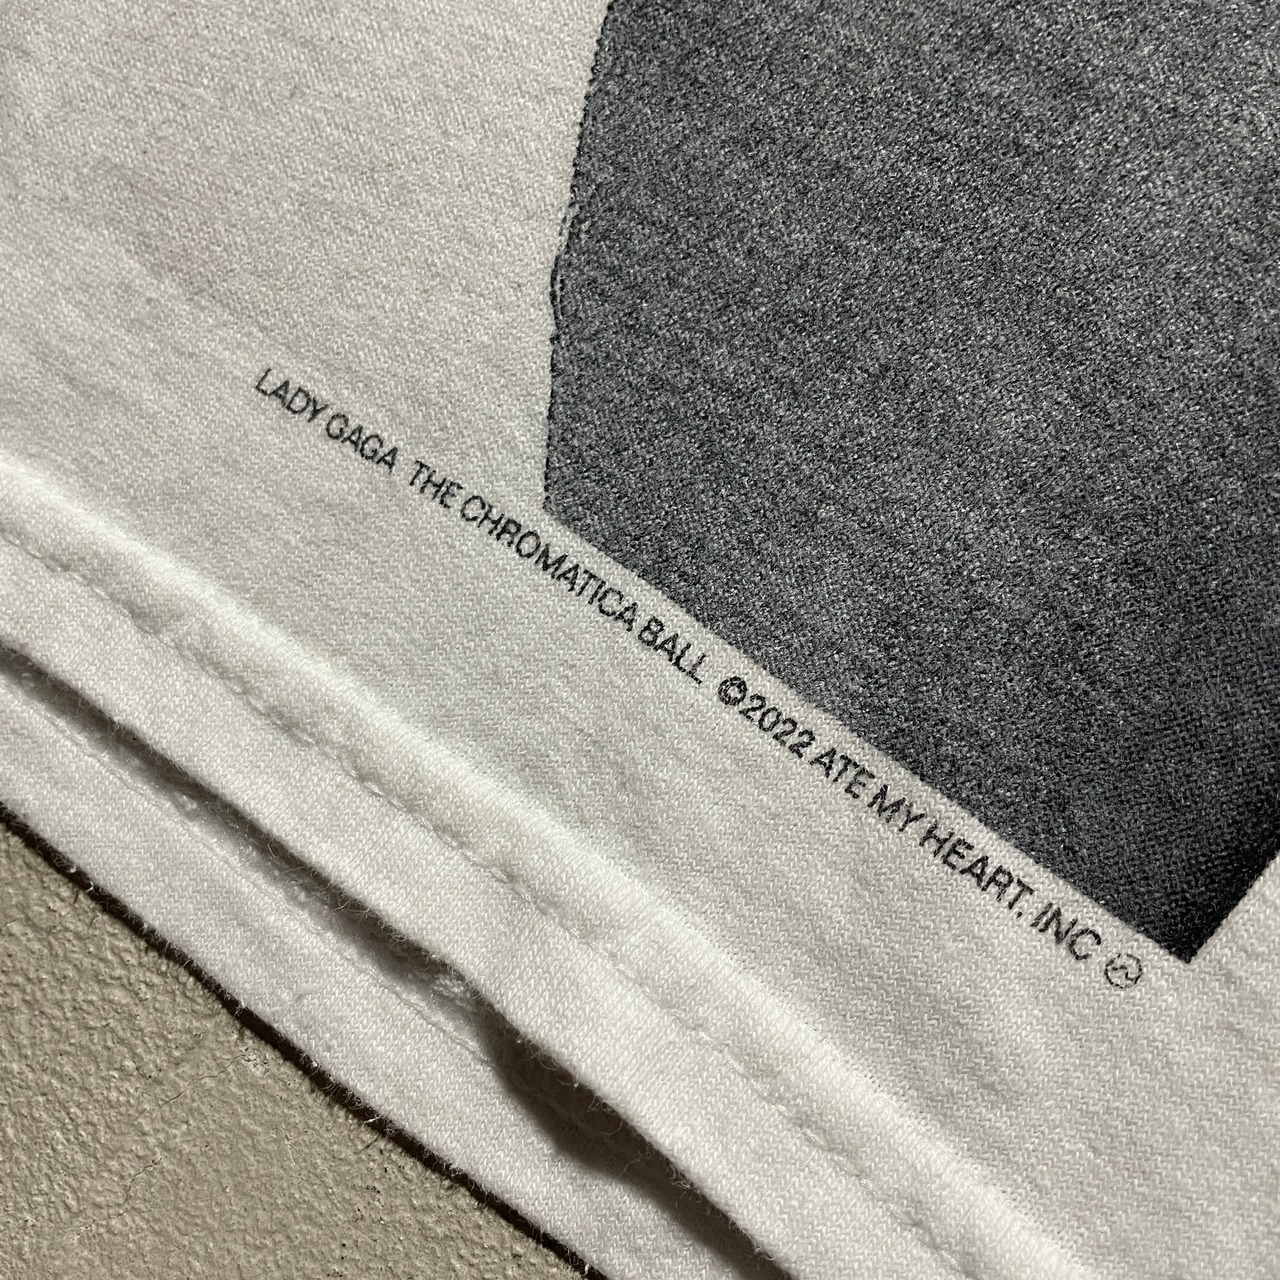 LADY GAGA THE CHROMATICA BALL ©2022 ATE MY HEART. INC